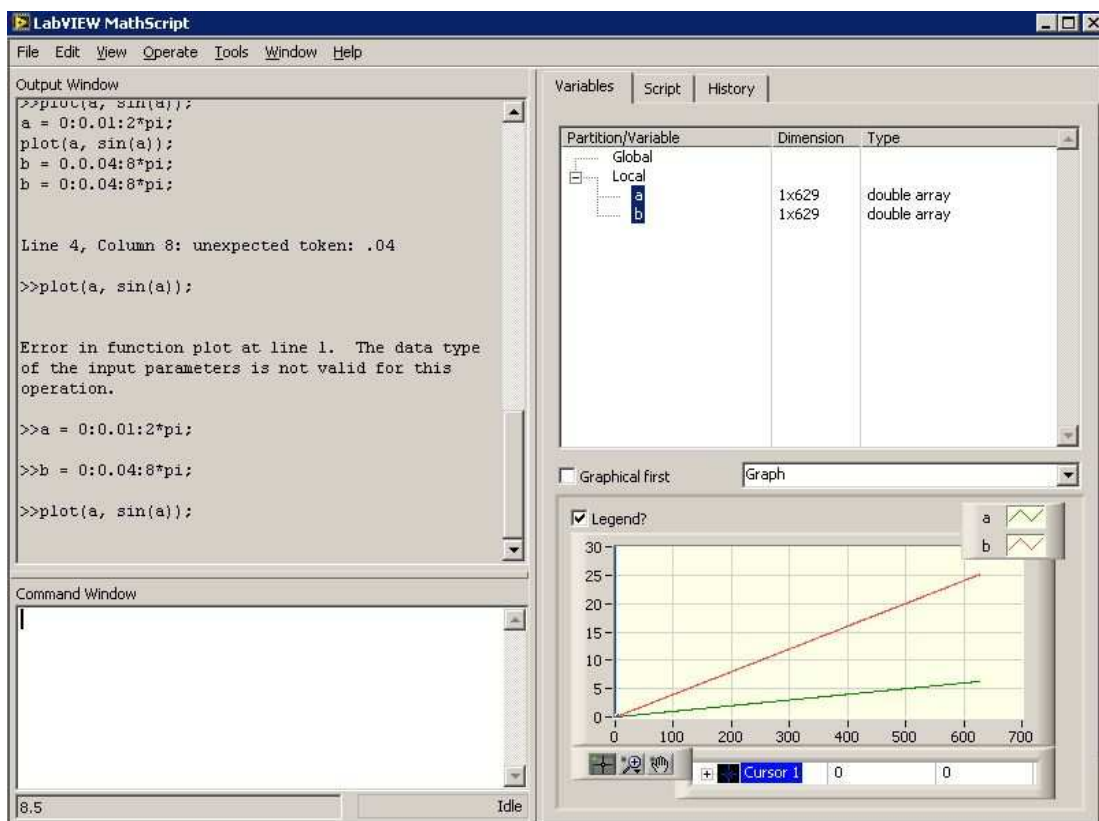 LabVIEW MathScript
File Edit View Operate Tools Window Help
Output Window
>>plot(a, sin(a));
a = 0:0.01:2*pi;
plot(a, sin(a));
b = 0.0.04:8*pi;
b = 0:0.04:8*pi;
Line 4, Column 8: unexpected token: .04
>>plot(a, sin(a));
Error in function plot at line 1. The data type
of the input parameters is not valid for this
operation.
>>a = 0:0.01:2*pi;
>>b = 0:0.04:8*pi;
>>plot(a, sin(a));
Command Window
8.5 Idle
Variables Script History
Partition/Variable Dimension Type
Global
Local
a 1x629 double array
b 1x629 double array
Graphical first Graph
Legend?
a
b
30
25
20
15
10
5
0
0 100 200 300 400 500 600 700
Cursor 1 0 0